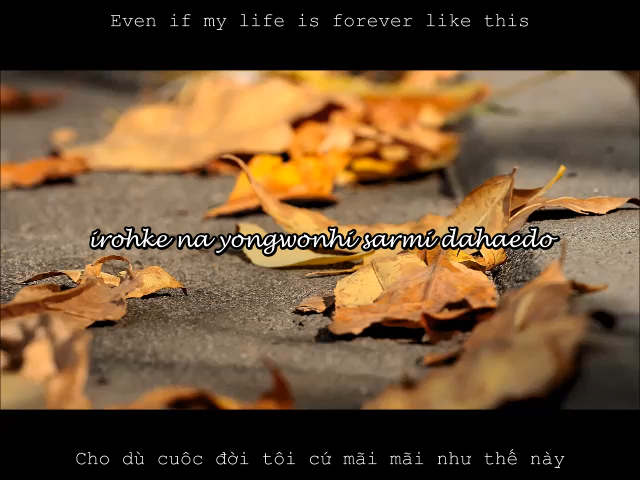 Even if my life is forever like this
irohke na yongwonhi sarmi dahaedo
Cho dù cuôc đời tôi cứ mãi mãi như thế này